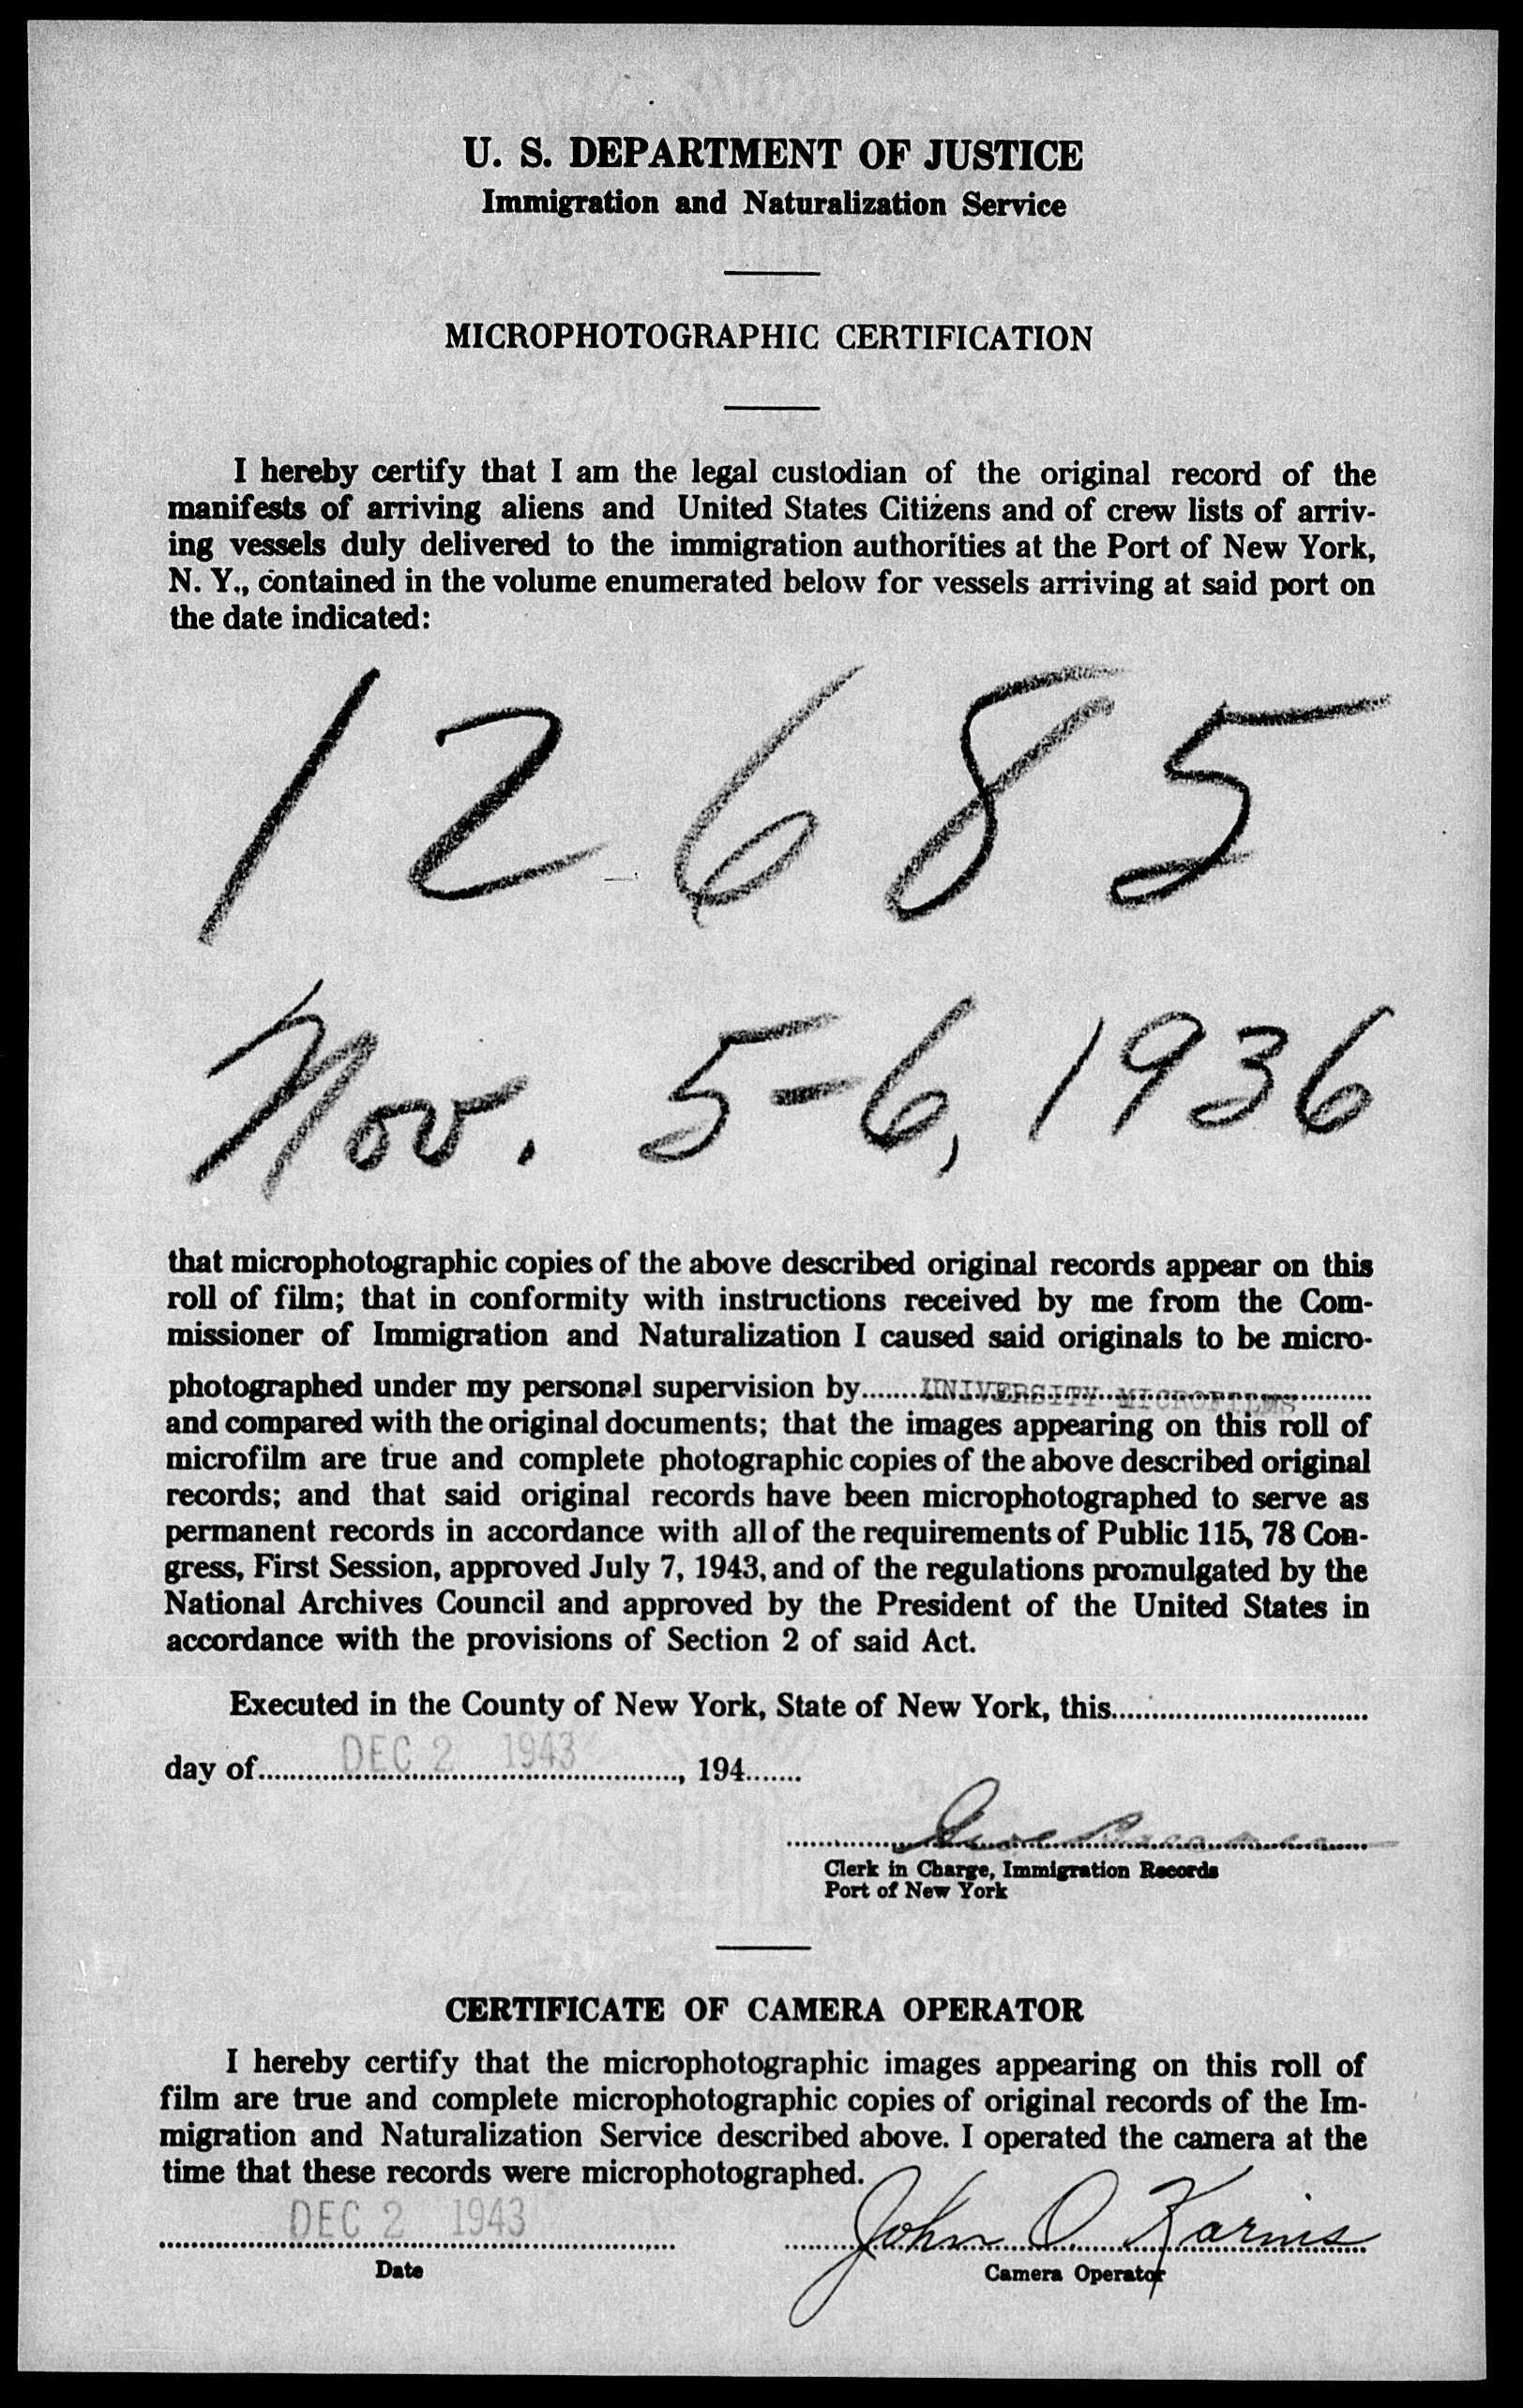 U. S. DEPARTMENT OF JUSTICE
Immigration and Naturalization Service
MICROPHOTOGRAPHIC CERTIFICATION
I hereby certify that I am the legal custodian of the original record of the
manifests of arriving aliens and United States Citizens and of crew lists of arriv-
ing vessels duly delivered to the immigration authorities at the Port of New York,
N. Y., contained in the volume enumerated below for vessels arriving at said port on
the date indicated:
12685
Nov. 5-6, 1936
that microphotographic copies of the above described original records appear on this
roll of film; that in conformity with instructions received by me from the Com-
missioner of Immigration and Naturalization I caused said originals to be micro-
photographed under my personal supervision by UNIVERSITY MICROFILMS
and compared with the original documents; that the images appearing on this roll of
microfilm are true and complete photographic copies of the above described original
records; and that said original records have been microphotographed to serve as
permanent records in accordance with all of the requirements of Public 115, 78 Con-
gress, First Session, approved July 7, 1943, and of the regulations promulgated by the
National Archives Council and approved by the President of the United States in
accordance with the provisions of Section 2 of said Act.
Executed in the County of New York, State of New York, this
day of DEC 2 1943, 194
Clerk in Charge, Immigration Records
Port of New York
CERTIFICATE OF CAMERA OPERATOR
I hereby certify that the microphotographic images appearing on this roll of
film are true and complete microphotographic copies of original records of the Im-
migration and Naturalization Service described above. I operated the camera at the
time that these records were microphotographed.
DEC 2 1943 John O Karins
Date Camera Operator